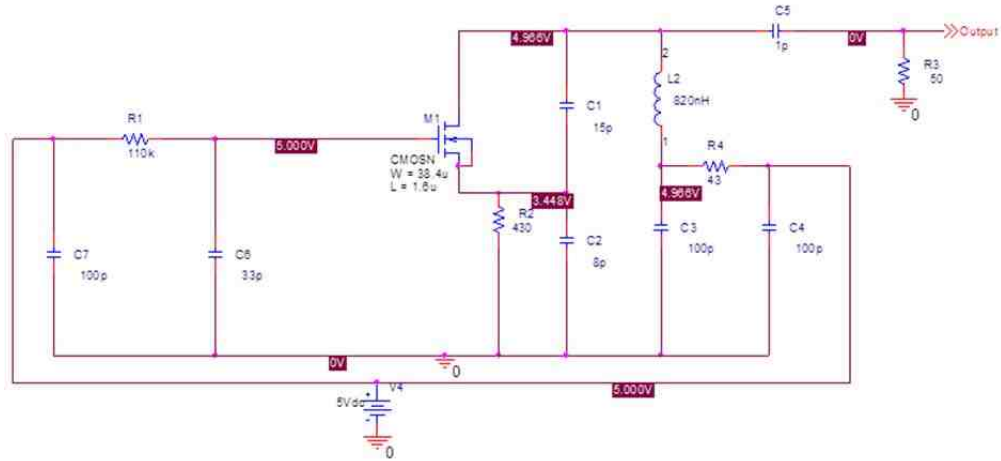 C5
4.966V
1p
0V
Output
R3
50
0
2
L2
820nH
1
C1
15p
R1
110k
5.000V
M1
CMOSN
W = 38.4u
L = 1.6u
R4
43
3.448V
4.966V
R2
430
C7
100p
C6
33p
C2
8p
C3
100p
C4
100p
0V
0
V4
5.000V
5Vdc
0